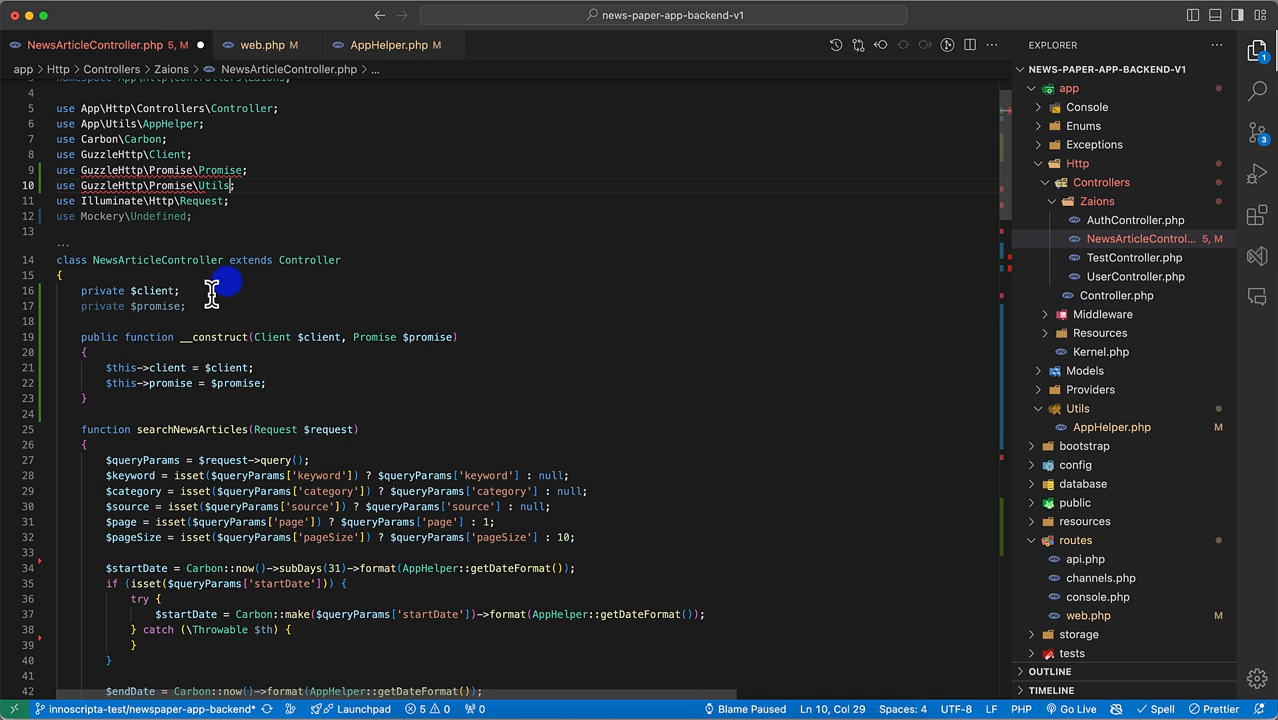 news-paper-app-backend-v1
NewsArticleController.php 5, M
web.php M
AppHelper.php M
app > Http > Controllers > Zaions > NewsArticleController.php > ...
4
5 use App\Http\Controllers\Controller;
6 use App\Utils\AppHelper;
7 use Carbon\Carbon;
8 use GuzzleHttp\Client;
9 use GuzzleHttp\Promise\Promise;
10 use GuzzleHttp\Promise\Utils;
11 use Illuminate\Http\Request;
12 use Mockery\Undefined;
13
...
14 class NewsArticleController extends Controller
15 {
16 private $client;
17 private $promise;
18
19 public function __construct(Client $client, Promise $promise)
20 {
21 $this->client = $client;
22 $this->promise = $promise;
23 }
24
25 function searchNewsArticles(Request $request)
26 {
27 $queryParams = $request->query();
28 $keyword = isset($queryParams['keyword']) ? $queryParams['keyword'] : null;
29 $category = isset($queryParams['category']) ? $queryParams['category'] : null;
30 $source = isset($queryParams['source']) ? $queryParams['source'] : null;
31 $page = isset($queryParams['page']) ? $queryParams['page'] : 1;
32 $pageSize = isset($queryParams['pageSize']) ? $queryParams['pageSize'] : 10;
33
34 $startDate = Carbon::now()->subDays(31)->format(AppHelper::getDateFormat());
35 if (isset($queryParams['startDate'])) {
36 try {
37 $startDate = Carbon::make($queryParams['startDate'])->format(AppHelper::getDateFormat());
38 } catch (\Throwable $th) {
39 }
40 }
41
42 $endDate = Carbon::now()->format(AppHelper::getDateFormat());
EXPLORER
NEWS-PAPER-APP-BACKEND-V1
app
Console
Enums
Exceptions
Http
Controllers
Zaions
AuthController.php
NewsArticleControl... 5, M
TestController.php
UserController.php
Controller.php
Middleware
Resources
Kernel.php
Models
Providers
Utils
AppHelper.php M
bootstrap
config
database
public
resources
routes
api.php
channels.php
console.php
web.php M
storage
tests
OUTLINE
TIMELINE
1
3
innoscripta-test/newspaper-app-backend* Launchpad 5 0 0 Blame Paused Ln 10, Col 29 Spaces: 4 UTF-8 LF PHP Go Live Spell Prettier